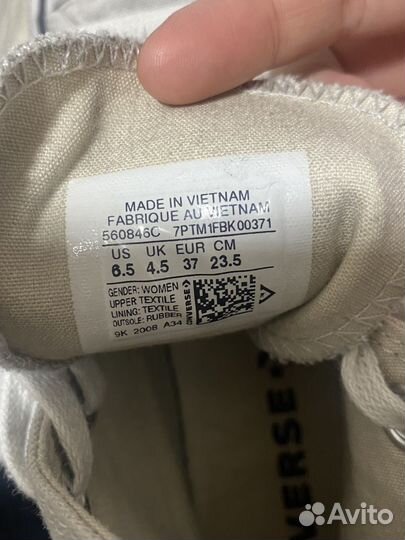 MADE IN VIETNAM
FABRIQUE AU VIETNAM
560846C 7PTM1FBK00371
US UK EUR CM
6.5 4.5 37 23.5
GENDER: WOMEN
UPPER TEXTILE
LINING: TEXTILE
OUTSOLE: RUBBER
9K 2008 A34
CONVERSE
Avito